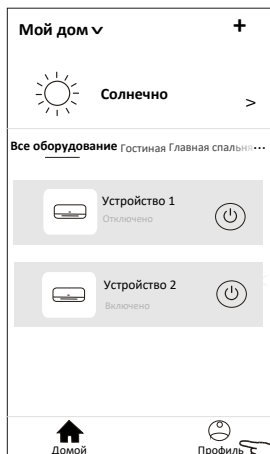 Мой дом
+
Солнечно
>
Все оборудование Гостиная Главная спальня...
Устройство 1
Отключено
Устройство 2
Включено
Домой Профиль